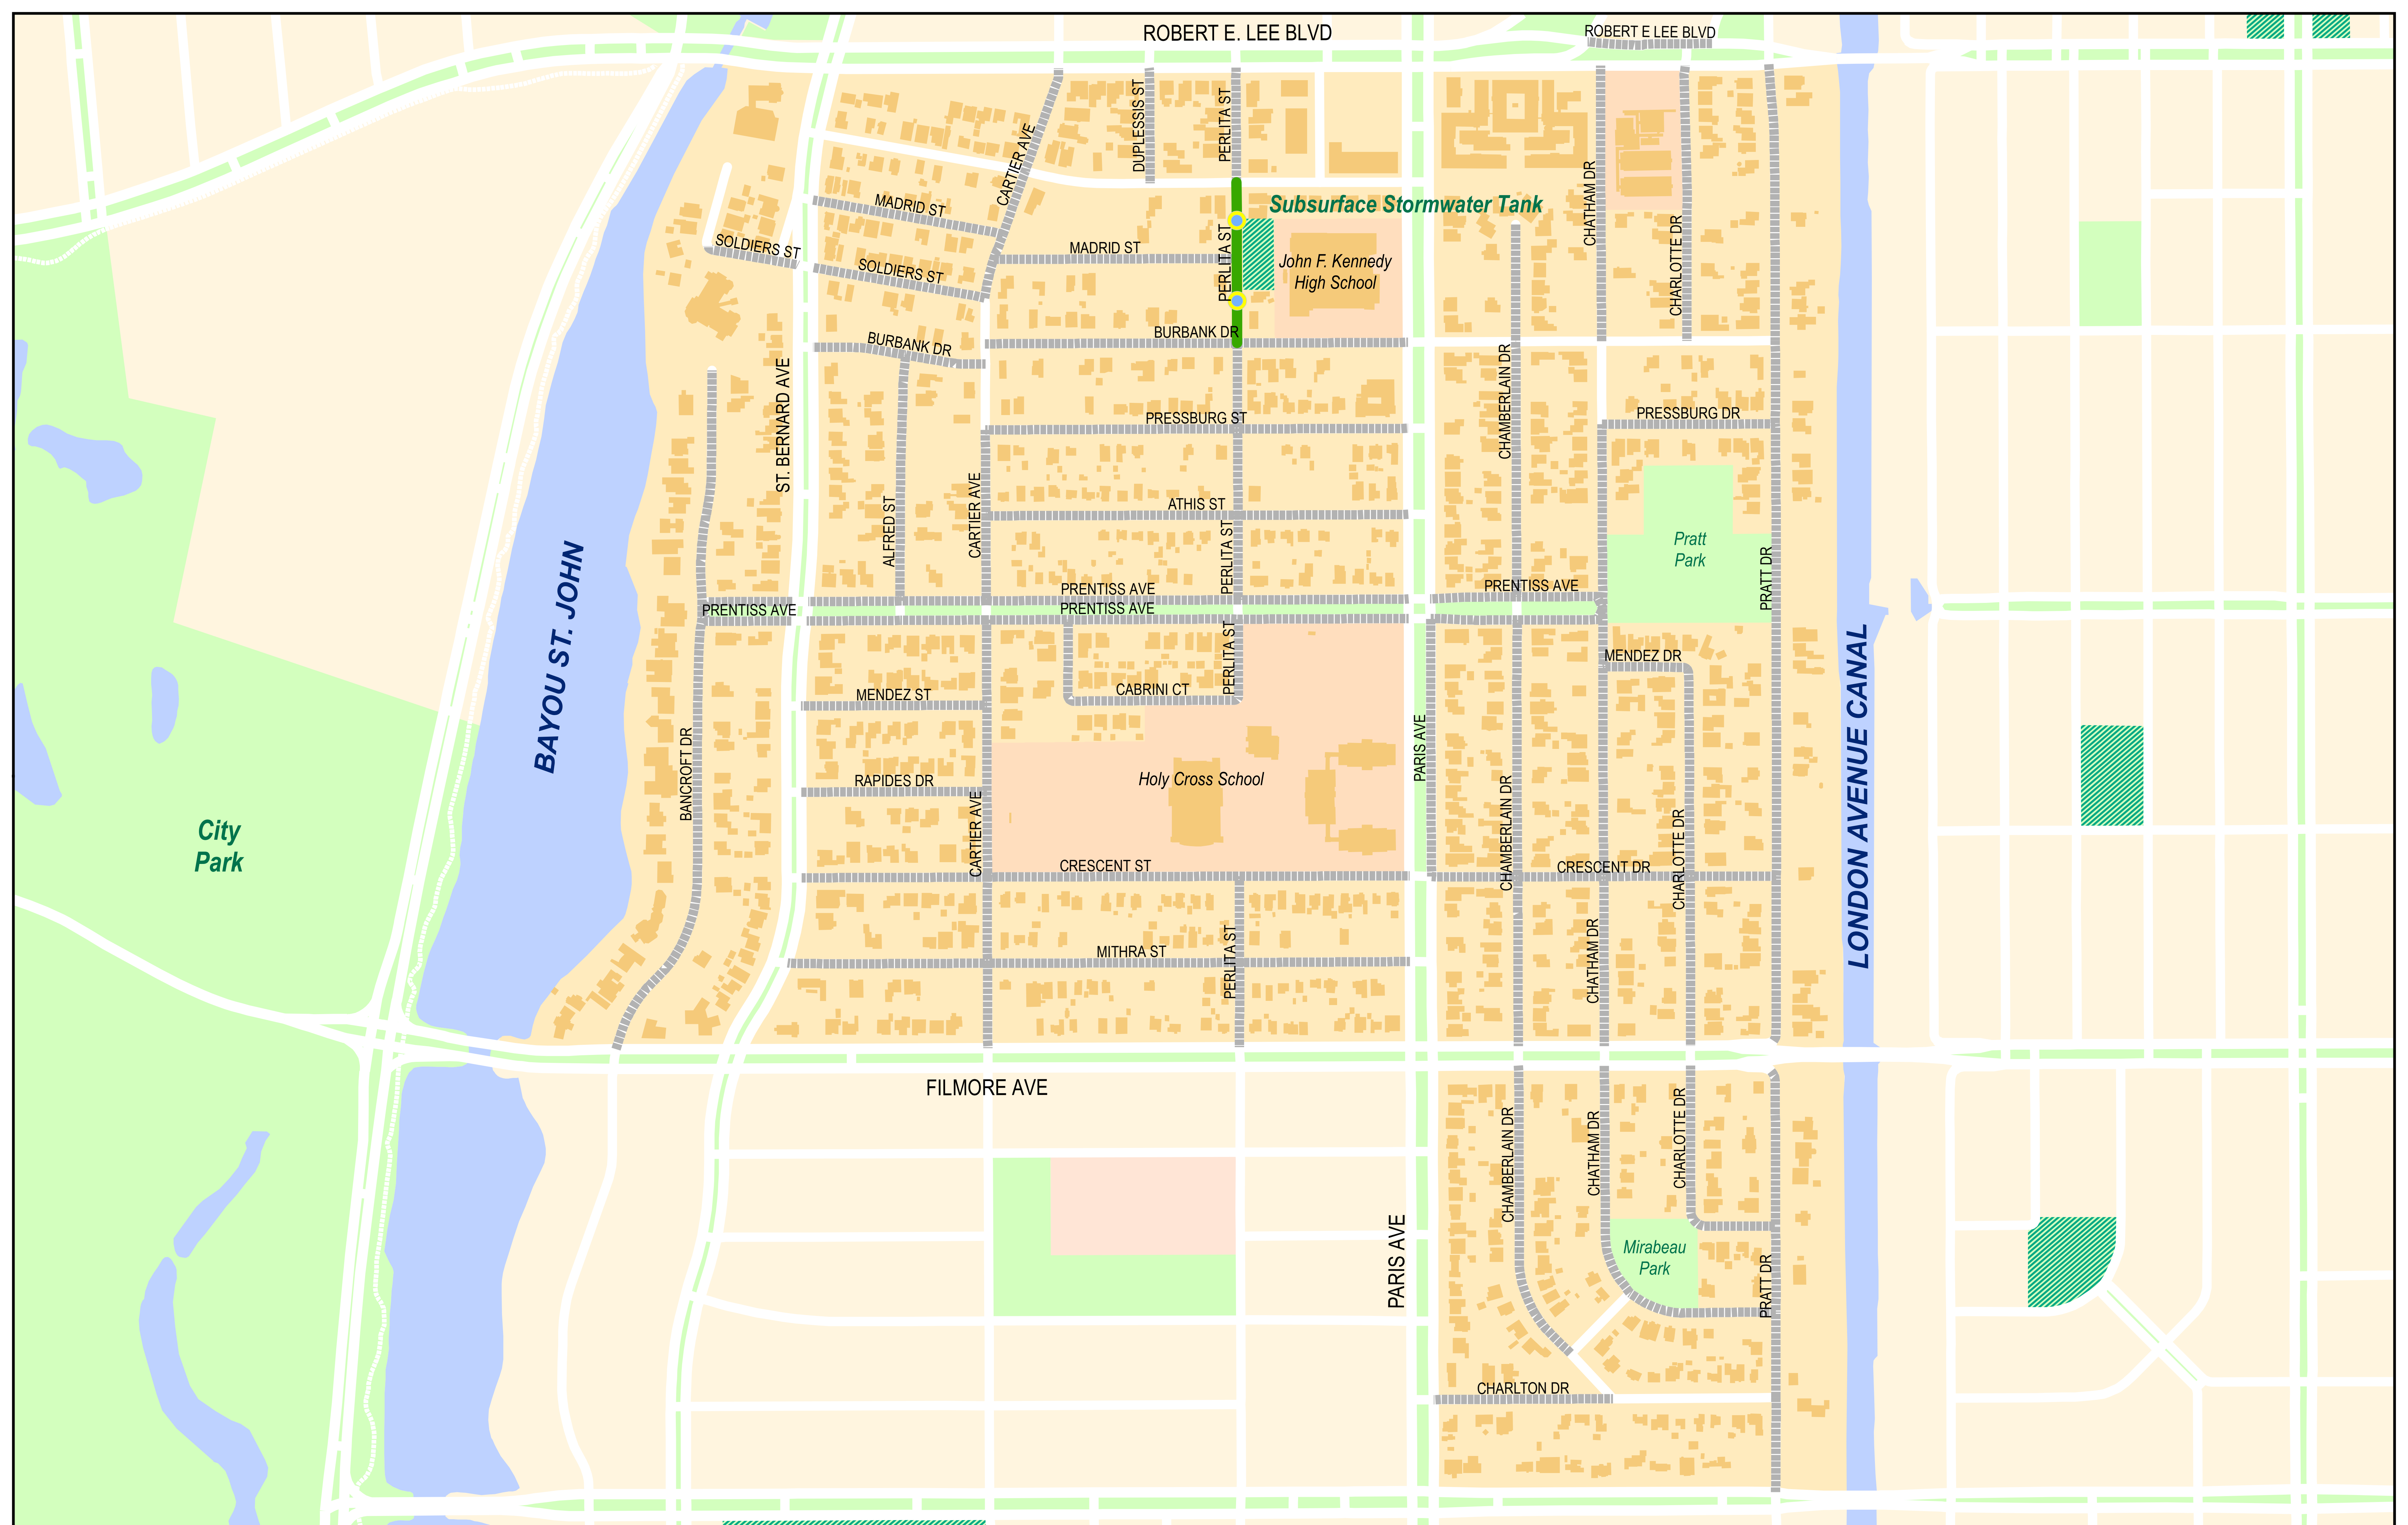 ROBERT E. LEE BLVD
ROBERT E LEE BLVD
DUPLESSIS ST
PERLITA ST
CARTIER AVE
CHATHAM DR
MADRID ST
Subsurface Stormwater Tank
SOLDIERS ST
SOLDIERS ST
MADRID ST
PERLITA ST
John F. Kennedy
High School
CHARLOTTE DR
BURBANK DR
BURBANK DR
ST. BERNARD AVE
CHAMBERLAIN DR
PRESSBURG ST
PRESSBURG DR
ALFRED ST
CARTIER AVE
ATHIS ST
PERLITA ST
Pratt
Park
PRATT DR
BAYOU ST. JOHN
PRENTISS AVE
PRENTISS AVE
PRENTISS AVE
PRENTISS AVE
PERLITA ST
MENDEZ DR
LONDON AVENUE CANAL
MENDEZ ST
CABRINI CT
BANCROFT DR
PARIS AVE
RAPIDES DR
Holy Cross School
CARTIER AVE
CHAMBERLAIN DR
CHARLOTTE DR
City
Park
CRESCENT ST
CRESCENT DR
MITHRA ST
PERLITA ST
CHATHAM DR
FILMORE AVE
CHAMBERLAIN DR
CHATHAM DR
CHARLOTTE DR
PARIS AVE
Mirabeau
Park
PRATT DR
CHARLTON DR